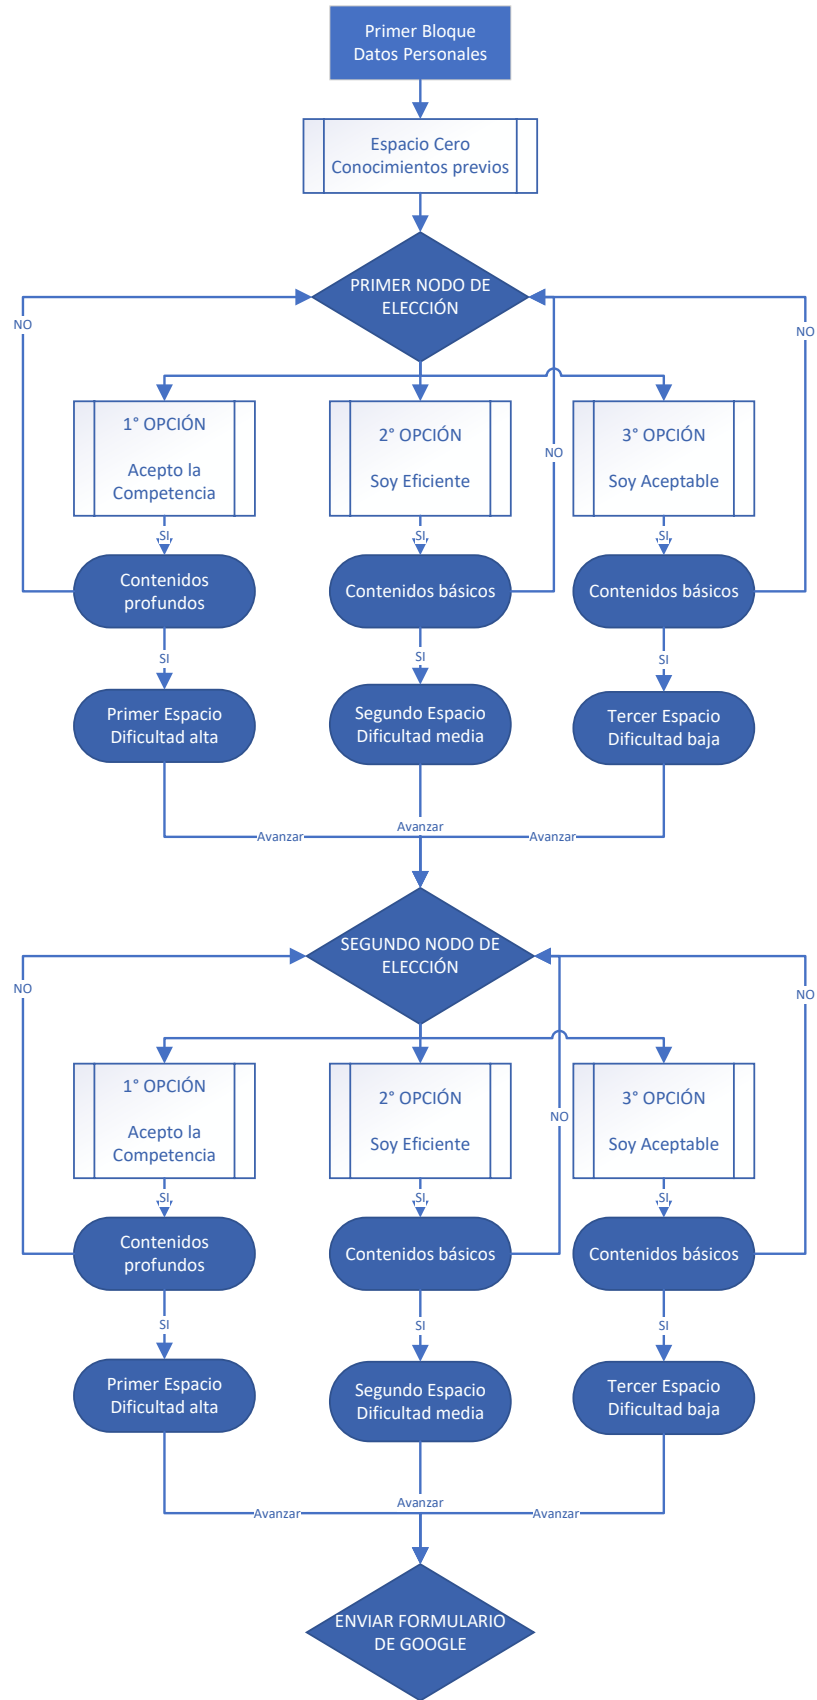 Primer Bloque
Datos Personales
Espacio Cero
Conocimientos previos
PRIMER NODO DE
ELECCIÓN
NO
NO
1° OPCIÓN
Acepto la
Competencia
2° OPCIÓN
Soy Eficiente
NO
3° OPCIÓN
Soy Aceptable
SI
SI
SI
Contenidos
profundos
Contenidos básicos
Contenidos básicos
SI
SI
SI
Primer Espacio
Dificultad alta
Segundo Espacio
Dificultad media
Tercer Espacio
Dificultad baja
Avanzar
Avanzar
Avanzar
SEGUNDO NODO DE
ELECCIÓN
NO
NO
1° OPCIÓN
Acepto la
Competencia
2° OPCIÓN
Soy Eficiente
NO
3° OPCIÓN
Soy Aceptable
SI
SI
SI
Contenidos
profundos
Contenidos básicos
Contenidos básicos
SI
SI
SI
Primer Espacio
Dificultad alta
Segundo Espacio
Dificultad media
Tercer Espacio
Dificultad baja
Avanzar
Avanzar
Avanzar
ENVIAR FORMULARIO
DE GOOGLE